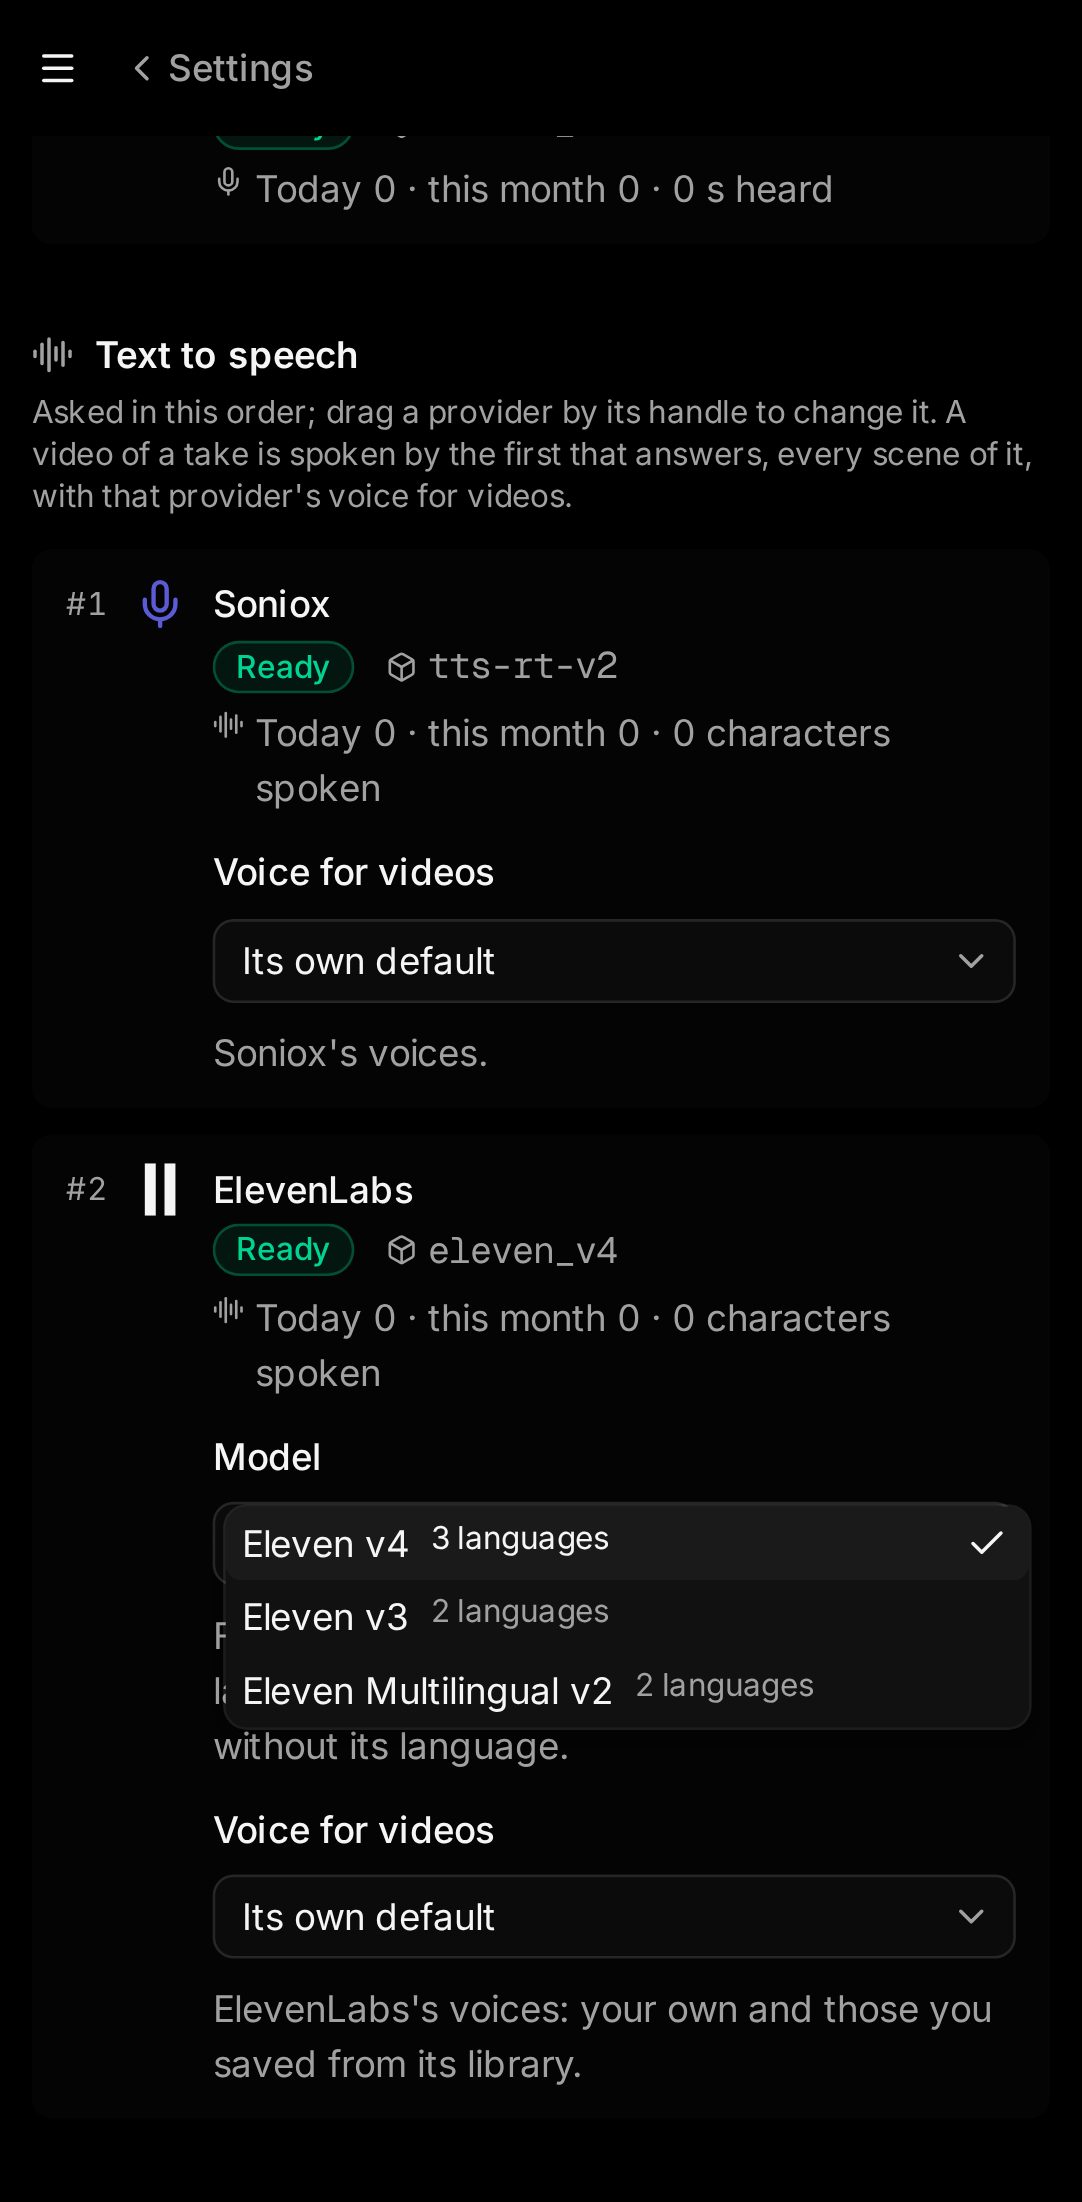 Settings
Today 0 · this month 0 · 0 s heard
Text to speech
Asked in this order; drag a provider by its handle to change it. A
video of a take is spoken by the first that answers, every scene of it,
with that provider's voice for videos.
#1 Soniox
Ready tts-rt-v2
Today 0 · this month 0 · 0 characters
spoken
Voice for videos
Its own default
Soniox's voices.
#2 ElevenLabs
Ready eleven_v4
Today 0 · this month 0 · 0 characters
spoken
Model
Eleven v4 3 languages
Eleven v3 2 languages
Eleven Multilingual v2 2 languages
without its language.
Voice for videos
Its own default
ElevenLabs's voices: your own and those you
saved from its library.